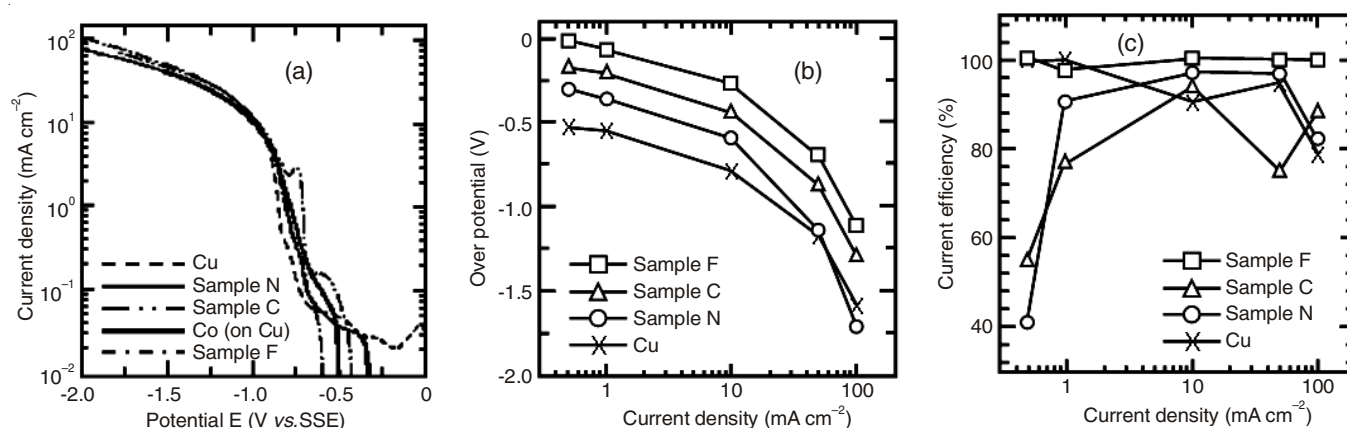 (a)
Current density (mA cm⁻²)
10²
10¹
10⁰
10⁻¹
10⁻²
Cu
Sample N
Sample C
Co (on Cu)
Sample F
-2.0 -1.5 -1.0 -0.5 0
Potential E (V vs.SSE)
(b)
Over potential (V)
0
-0.5
-1.0
-1.5
-2.0
Sample F
Sample C
Sample N
Cu
1 10 100
Current density (mA cm⁻²)
(c)
Current efficiency (%)
100
80
60
40
Sample F
Sample C
Sample N
Cu
1 10 100
Current density (mA cm⁻²)